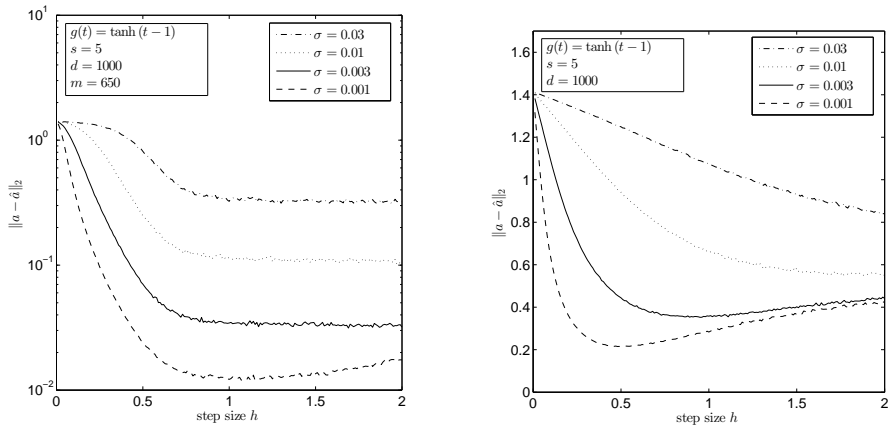 g(t) = tanh (t − 1)
s = 5
d = 1000
m = 650
σ = 0.03
σ = 0.01
σ = 0.003
σ = 0.001
10^1
10^0
10^−1
10^−2
‖a − â‖_2
0 0.5 1 1.5 2
step size h
g(t) = tanh (t − 1)
s = 5
d = 1000
σ = 0.03
σ = 0.01
σ = 0.003
σ = 0.001
1.6
1.4
1.2
1
0.8
0.6
0.4
0.2
0
‖a − â‖_2
0 0.5 1 1.5 2
step size h